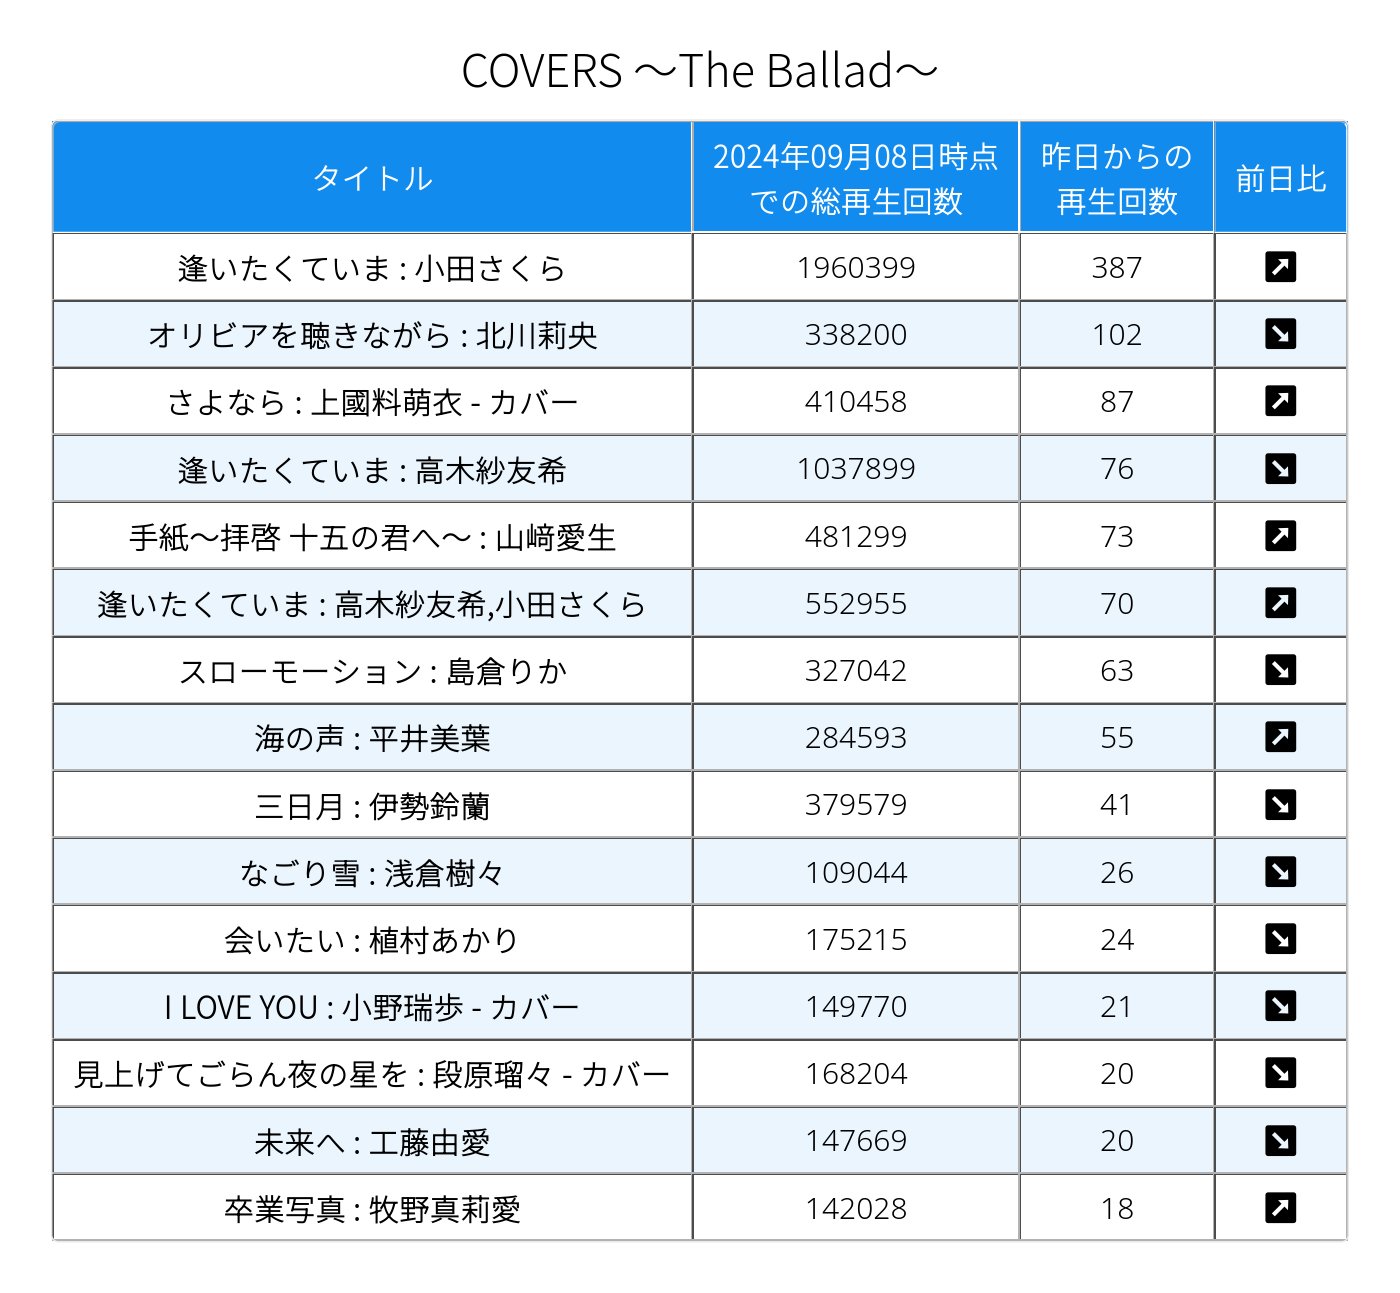 COVERS ～The Ballad～
タイトル 2024年09月08日時点での総再生回数 昨日からの再生回数 前日比
逢いたくていま : 小田さくら 1960399 387 ↗
オリビアを聴きながら : 北川莉央 338200 102 ↘
さよなら : 上國料萌衣 - カバー 410458 87 ↗
逢いたくていま : 高木紗友希 1037899 76 ↘
手紙～拝啓 十五の君へ～ : 山﨑愛生 481299 73 ↗
逢いたくていま : 高木紗友希,小田さくら 552955 70 ↗
スローモーション : 島倉りか 327042 63 ↘
海の声 : 平井美葉 284593 55 ↗
三日月 : 伊勢鈴蘭 379579 41 ↘
なごり雪 : 浅倉樹々 109044 26 ↘
会いたい : 植村あかり 175215 24 ↘
I LOVE YOU : 小野瑞歩 - カバー 149770 21 ↘
見上げてごらん夜の星を : 段原瑠々 - カバー 168204 20 ↘
未来へ : 工藤由愛 147669 20 ↘
卒業写真 : 牧野真莉愛 142028 18 ↗